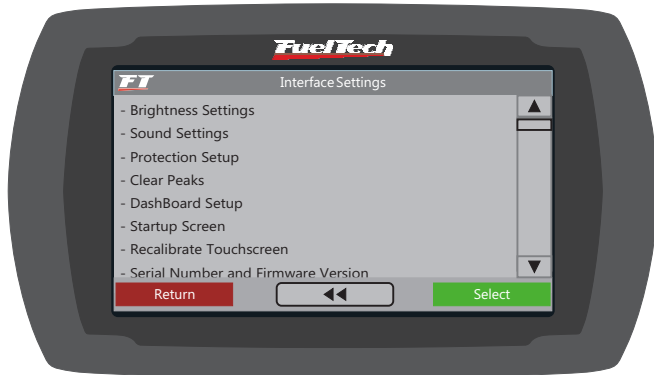 FuelTech
FT
Interface Settings
- Brightness Settings
- Sound Settings
- Protection Setup
- Clear Peaks
- DashBoard Setup
- Startup Screen
- Recalibrate Touchscreen
- Serial Number and Firmware Version
Return
Select